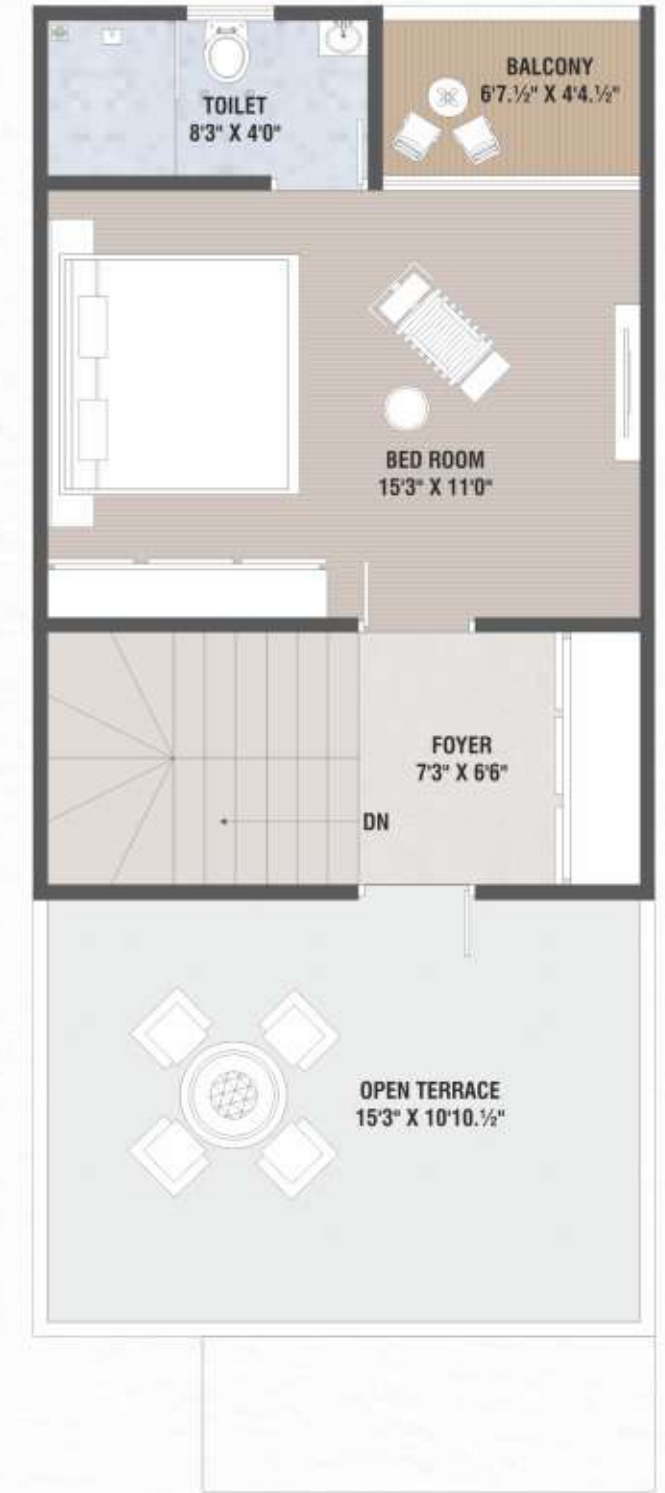 TOILET
8'3" X 4'0"
BALCONY
6'7.½" X 4'4.½"
BED ROOM
15'3" X 11'0"
FOYER
7'3" X 6'6"
DN
OPEN TERRACE
15'3" X 10'10.½"